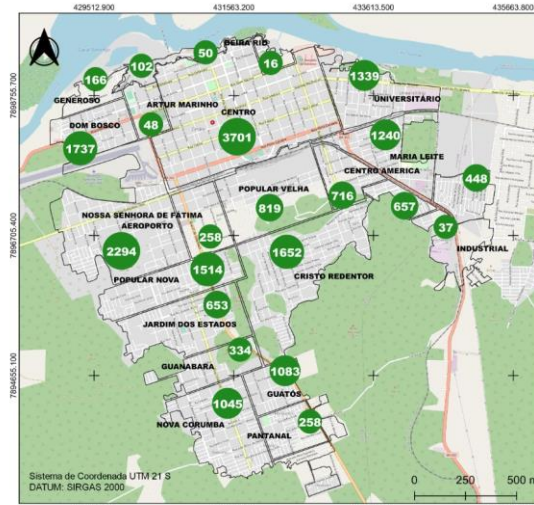 429512.900 431563.200 433613.500 435663.800
7898755.700
7896705.400
7894655.100
BEIRA RIO
50
16
102
166
1339
GENEROSO
ARTUR MARINHO
UNIVERSITÁRIO
CENTRO
DOM BOSCO
48
3701
1240
1737
MARIA LEITE
CENTRO AMERICA
448
POPULAR VELHA
716
819
657
NOSSA SENHORA DE FÁTIMA
AEROPORTO
258
37
2294
1652
INDUSTRIAL
1514
CRISTO REDENTOR
POPULAR NOVA
653
JARDIM DOS ESTADOS
334
GUANABARA
1083
GUATÓS
1045
NOVA CORUMBA
258
PANTANAL
Sistema de Coordenada UTM 21 S
DATUM: SIRGAS 2000
0 250 500 m